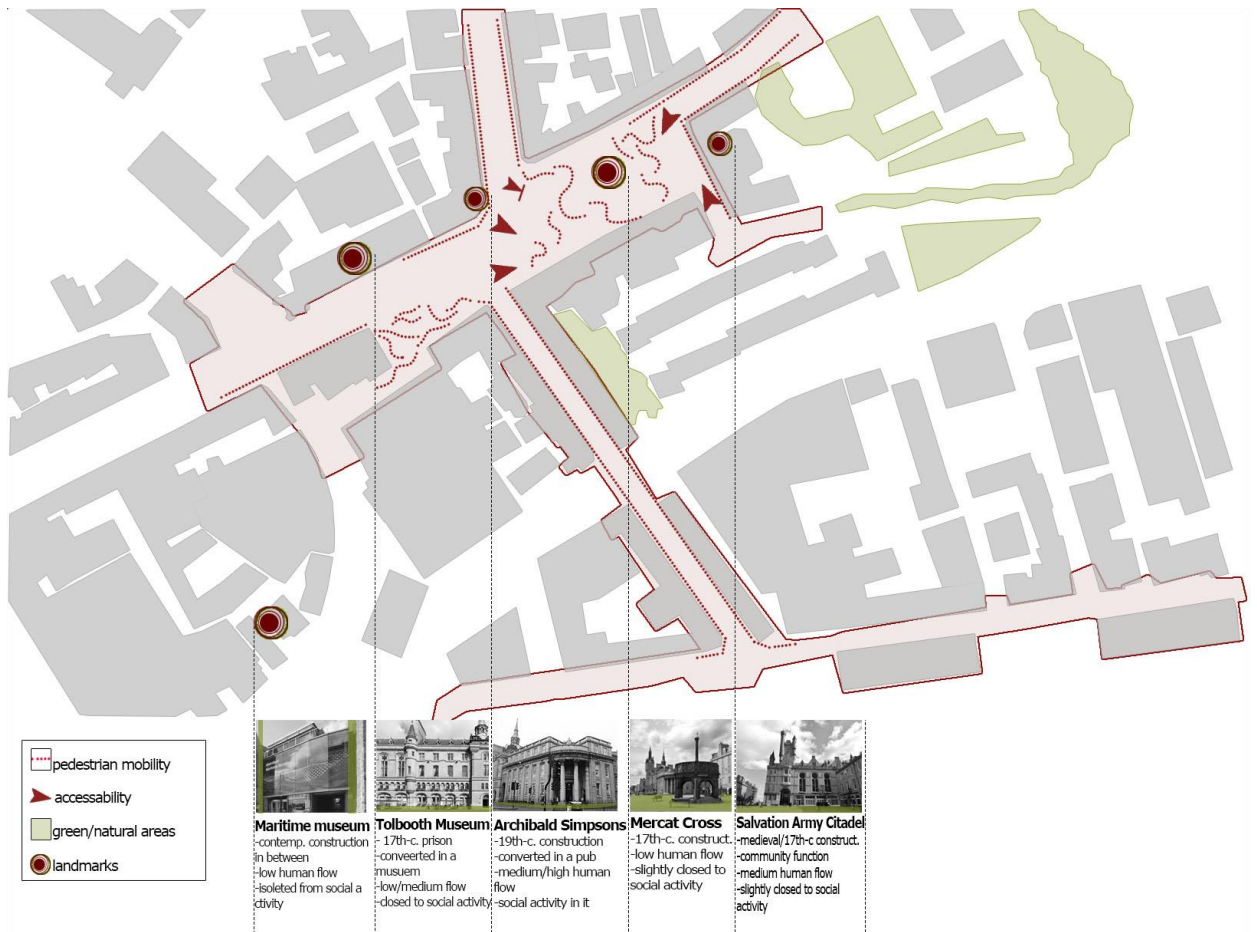 pedestrian mobility
accessability
green/natural areas
landmarks
Maritime museum
-contemp. construction
in between
-low human flow
-isoleted from social a
ctivity
Tolbooth Museum
- 17th-c. prison
-conveerted in a
musuem
-low/medium flow
-closed to social activity
Archibald Simpsons
-19th-c. construction
-converted in a pub
-medium/high human
flow
-social activity in it
Mercat Cross
-17th-c. construct.
-low human flow
-slightly closed to
social activity
Salvation Army Citadel
-medieval/17th-c construct.
-community function
-medium human flow
-slightly closed to social
activity